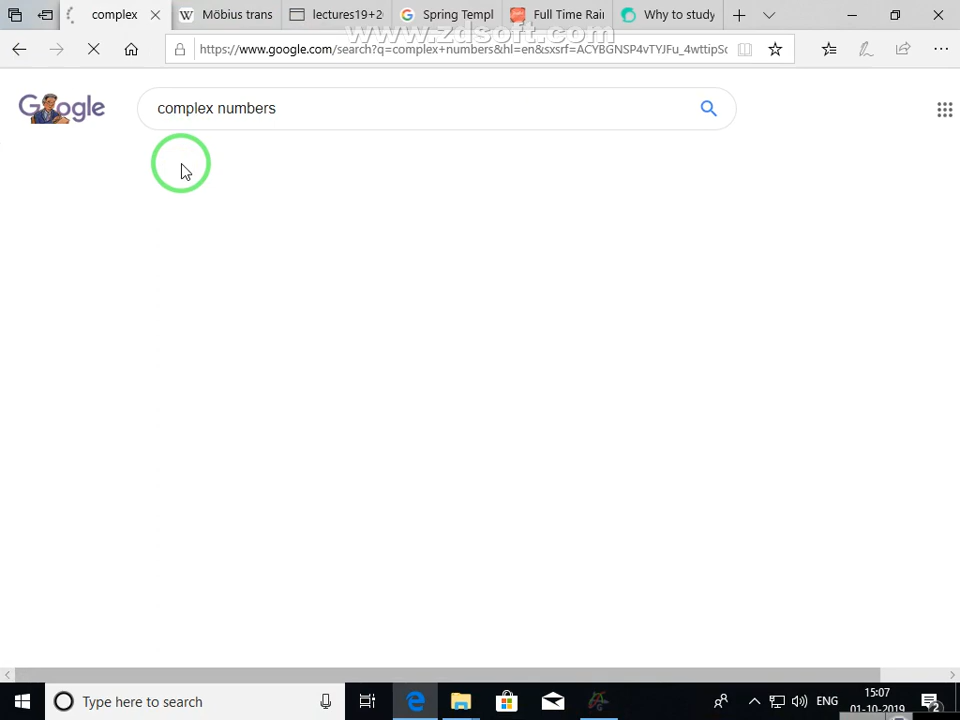 complex
Möbius trans
lectures19+2
Spring Templ
Full Time Rai
Why to study
www.zdsoft.com
https://www.google.com/search?q=complex+numbers&hl=en&sxsrf=ACYBGNSP4vTYJFu_4wttipSc
Google
complex numbers
Type here to search
ENG
15:07
01-10-2019
2